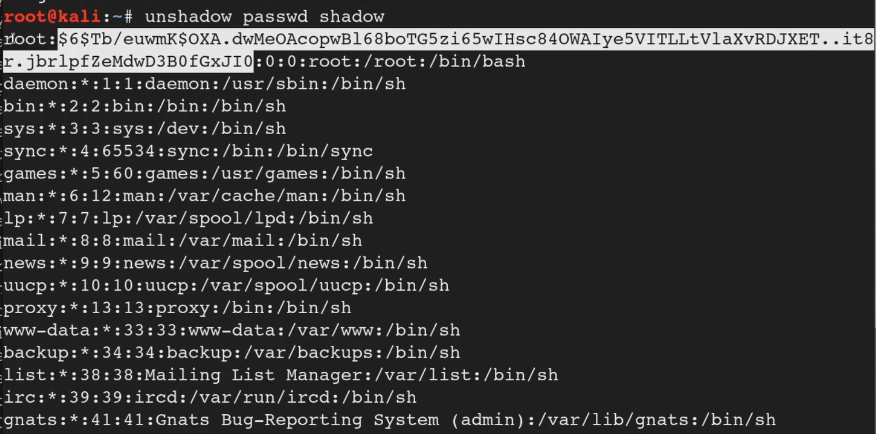 root@kali:~# unshadow passwd shadow
root:$6$Tb/euwmK$OXA.dwMeOAcopwBl68boTG5zi65wIHsc84OWAIye5VITLLtVlaXvRDJXET..it8
r.jbrlpfZeMdwD3B0fGxJI0:0:0:root:/root:/bin/bash
daemon:*:1:1:daemon:/usr/sbin:/bin/sh
bin:*:2:2:bin:/bin:/bin/sh
sys:*:3:3:sys:/dev:/bin/sh
sync:*:4:65534:sync:/bin:/bin/sync
games:*:5:60:games:/usr/games:/bin/sh
man:*:6:12:man:/var/cache/man:/bin/sh
lp:*:7:7:lp:/var/spool/lpd:/bin/sh
mail:*:8:8:mail:/var/mail:/bin/sh
news:*:9:9:news:/var/spool/news:/bin/sh
uucp:*:10:10:uucp:/var/spool/uucp:/bin/sh
proxy:*:13:13:proxy:/bin:/bin/sh
www-data:*:33:33:www-data:/var/www:/bin/sh
backup:*:34:34:backup:/var/backups:/bin/sh
list:*:38:38:Mailing List Manager:/var/list:/bin/sh
irc:*:39:39:ircd:/var/run/ircd:/bin/sh
gnats:*:41:41:Gnats Bug-Reporting System (admin):/var/lib/gnats:/bin/sh